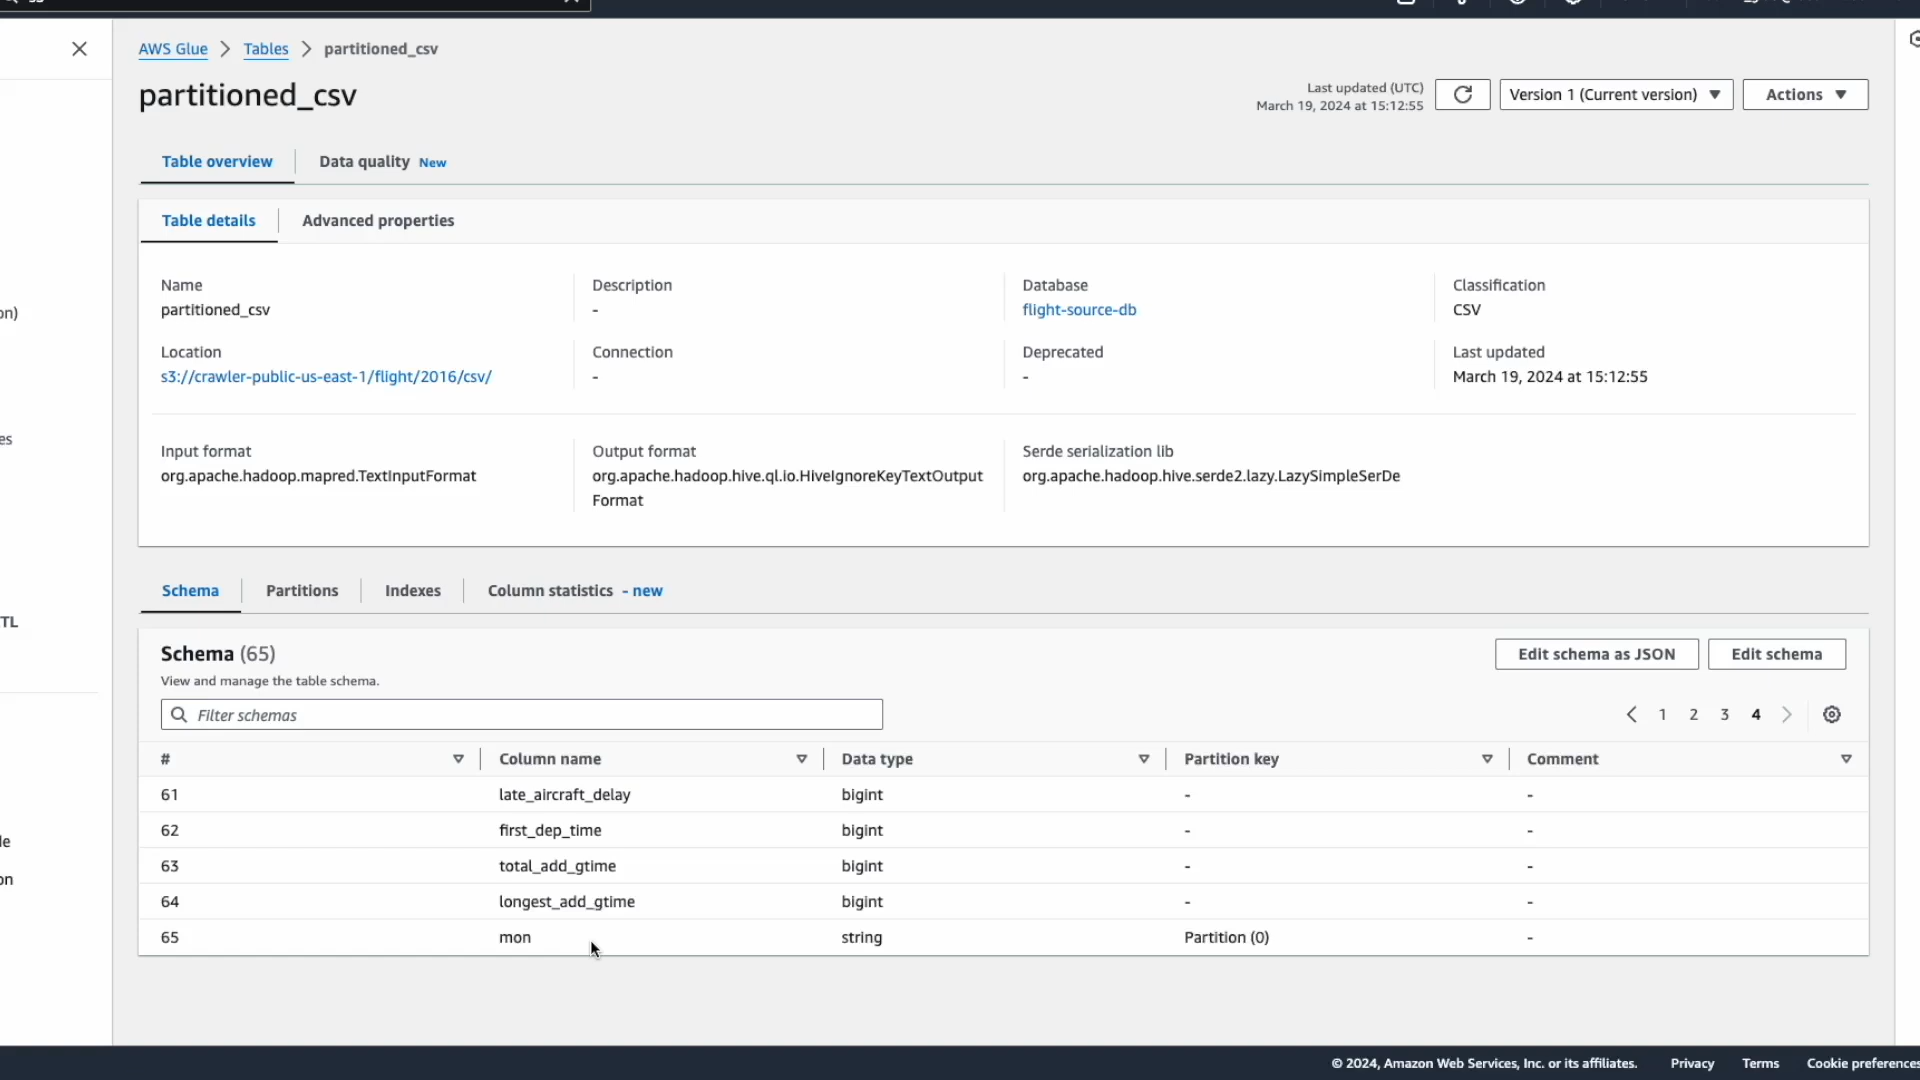 AWS Glue > Tables > partitioned_csv
partitioned_csv
Last updated (UTC)
March 19, 2024 at 15:12:55
Version 1 (Current version)
Actions
Table overview
Data quality New
Table details
Advanced properties
Name
partitioned_csv
Description
-
Database
flight-source-db
Classification
CSV
Location
s3://crawler-public-us-east-1/flight/2016/csv/
Connection
-
Deprecated
-
Last updated
March 19, 2024 at 15:12:55
Input format
org.apache.hadoop.mapred.TextInputFormat
Output format
org.apache.hadoop.hive.ql.io.HiveIgnoreKeyTextOutput
Format
Serde serialization lib
org.apache.hadoop.hive.serde2.lazy.LazySimpleSerDe
Schema
Partitions
Indexes
Column statistics - new
Schema (65)
View and manage the table schema.
Edit schema as JSON
Edit schema
Filter schemas
1 2 3 4
# Column name Data type Partition key Comment
61 late_aircraft_delay bigint - -
62 first_dep_time bigint - -
63 total_add_gtime bigint - -
64 longest_add_gtime bigint - -
65 mon string Partition (0) -
© 2024, Amazon Web Services, Inc. or its affiliates. Privacy Terms Cookie preferences